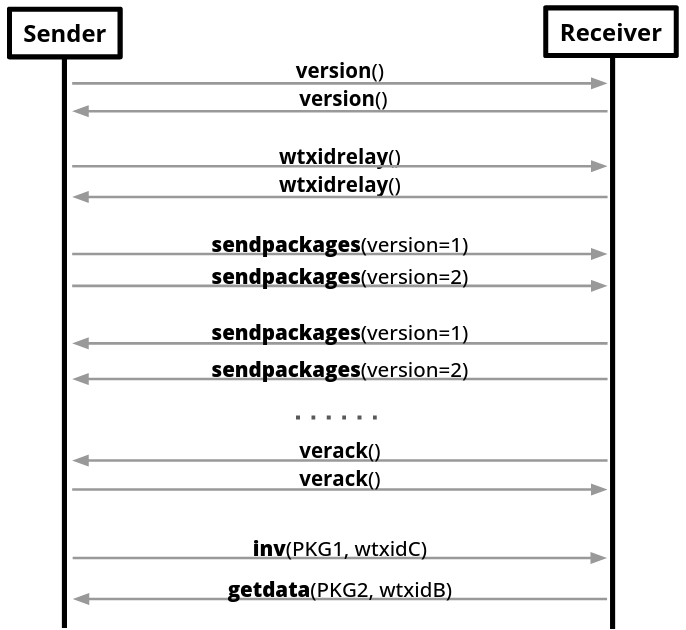 Sender Receiver
version()
version()
wtxidrelay()
wtxidrelay()
sendpackages(version=1)
sendpackages(version=2)
sendpackages(version=1)
sendpackages(version=2)
......
verack()
verack()
inv(PKG1, wtxidC)
getdata(PKG2, wtxidB)